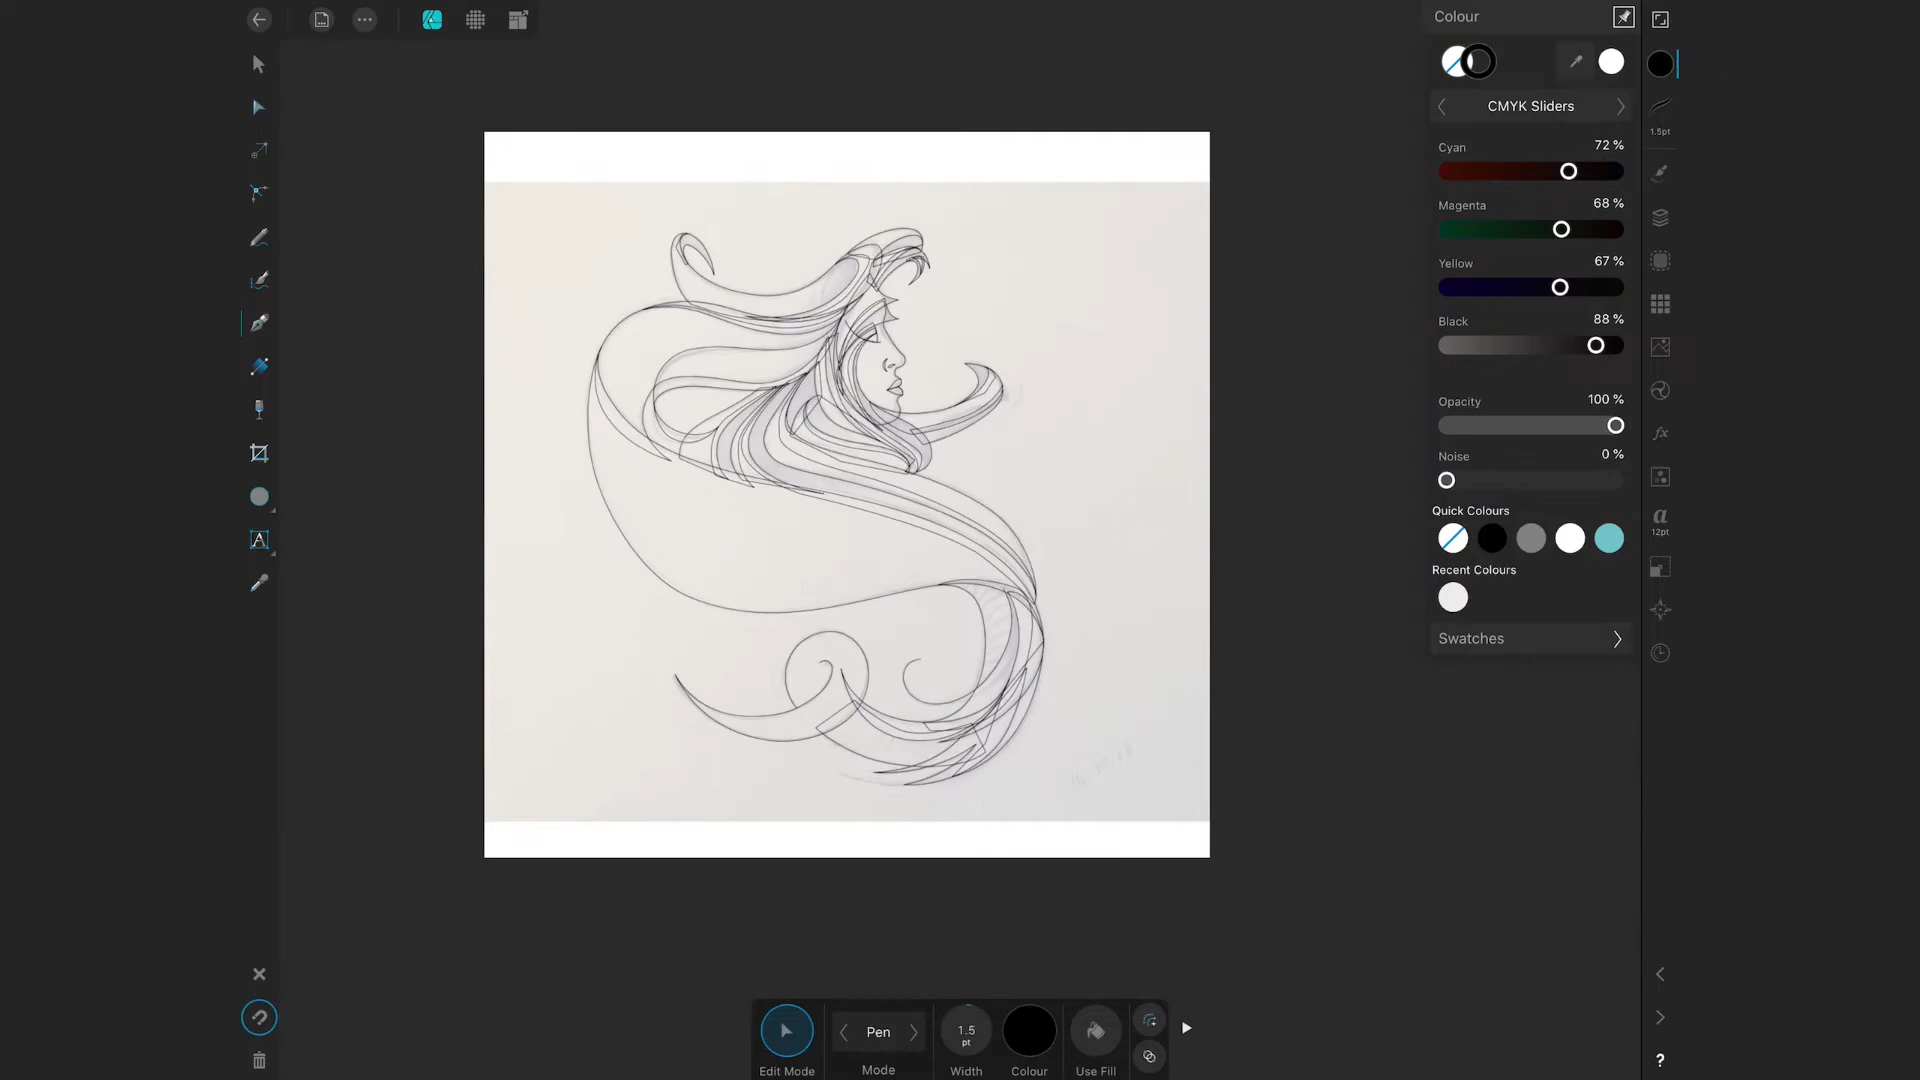 Colour
CMYK Sliders
1.5pt
Cyan
72 %
Magenta
68 %
Yellow
67 %
Black
88 %
Opacity
100 %
Noise
0 %
Quick Colours
a
12pt
Recent Colours
Swatches
fx
A
1.5
pt
Pen
Edit Mode
Mode
Width
Colour
Use Fill
?